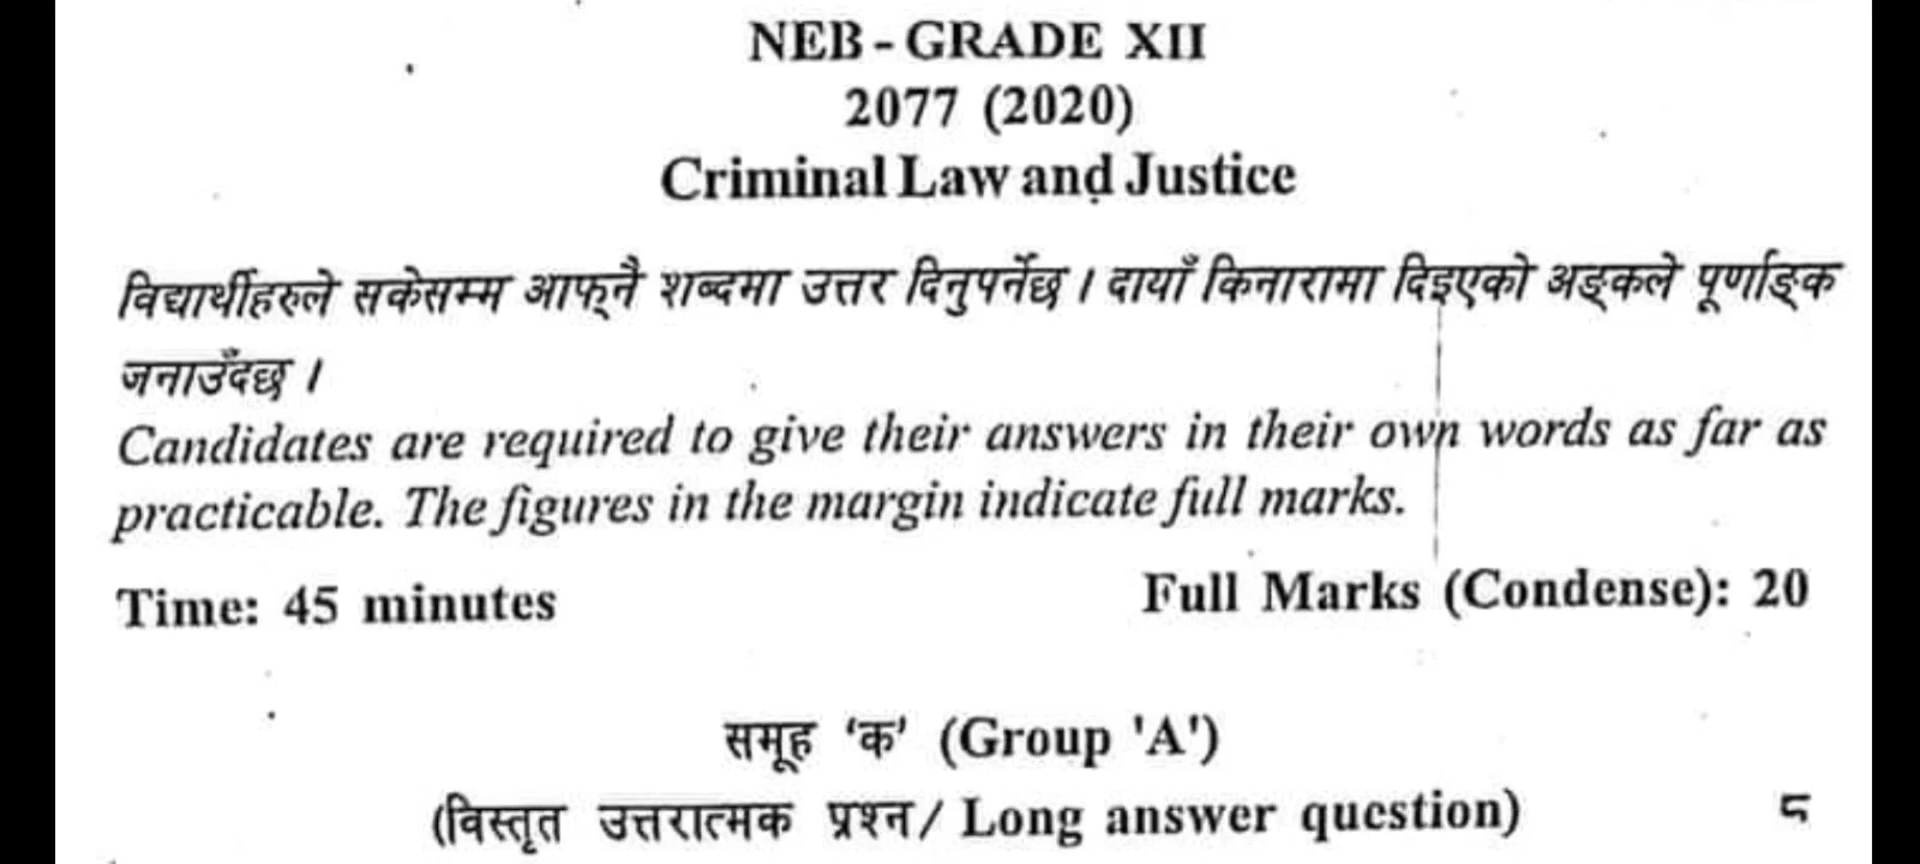 NEB - GRADE XII
2077 (2020)
Criminal Law and Justice
विद्यार्थीहरुले सकेसम्म आफ्नै शब्दमा उत्तर दिनुपर्नेछ । दायाँ किनारामा दिइएको अङ्कले पूर्णाङ्क
जनाउँदछ ।
Candidates are required to give their answers in their own words as far as
practicable. The figures in the margin indicate full marks.
Time: 45 minutes Full Marks (Condense): 20
समूह 'क' (Group 'A')
(विस्तृत उत्तरात्मक प्रश्न/ Long answer question) ८